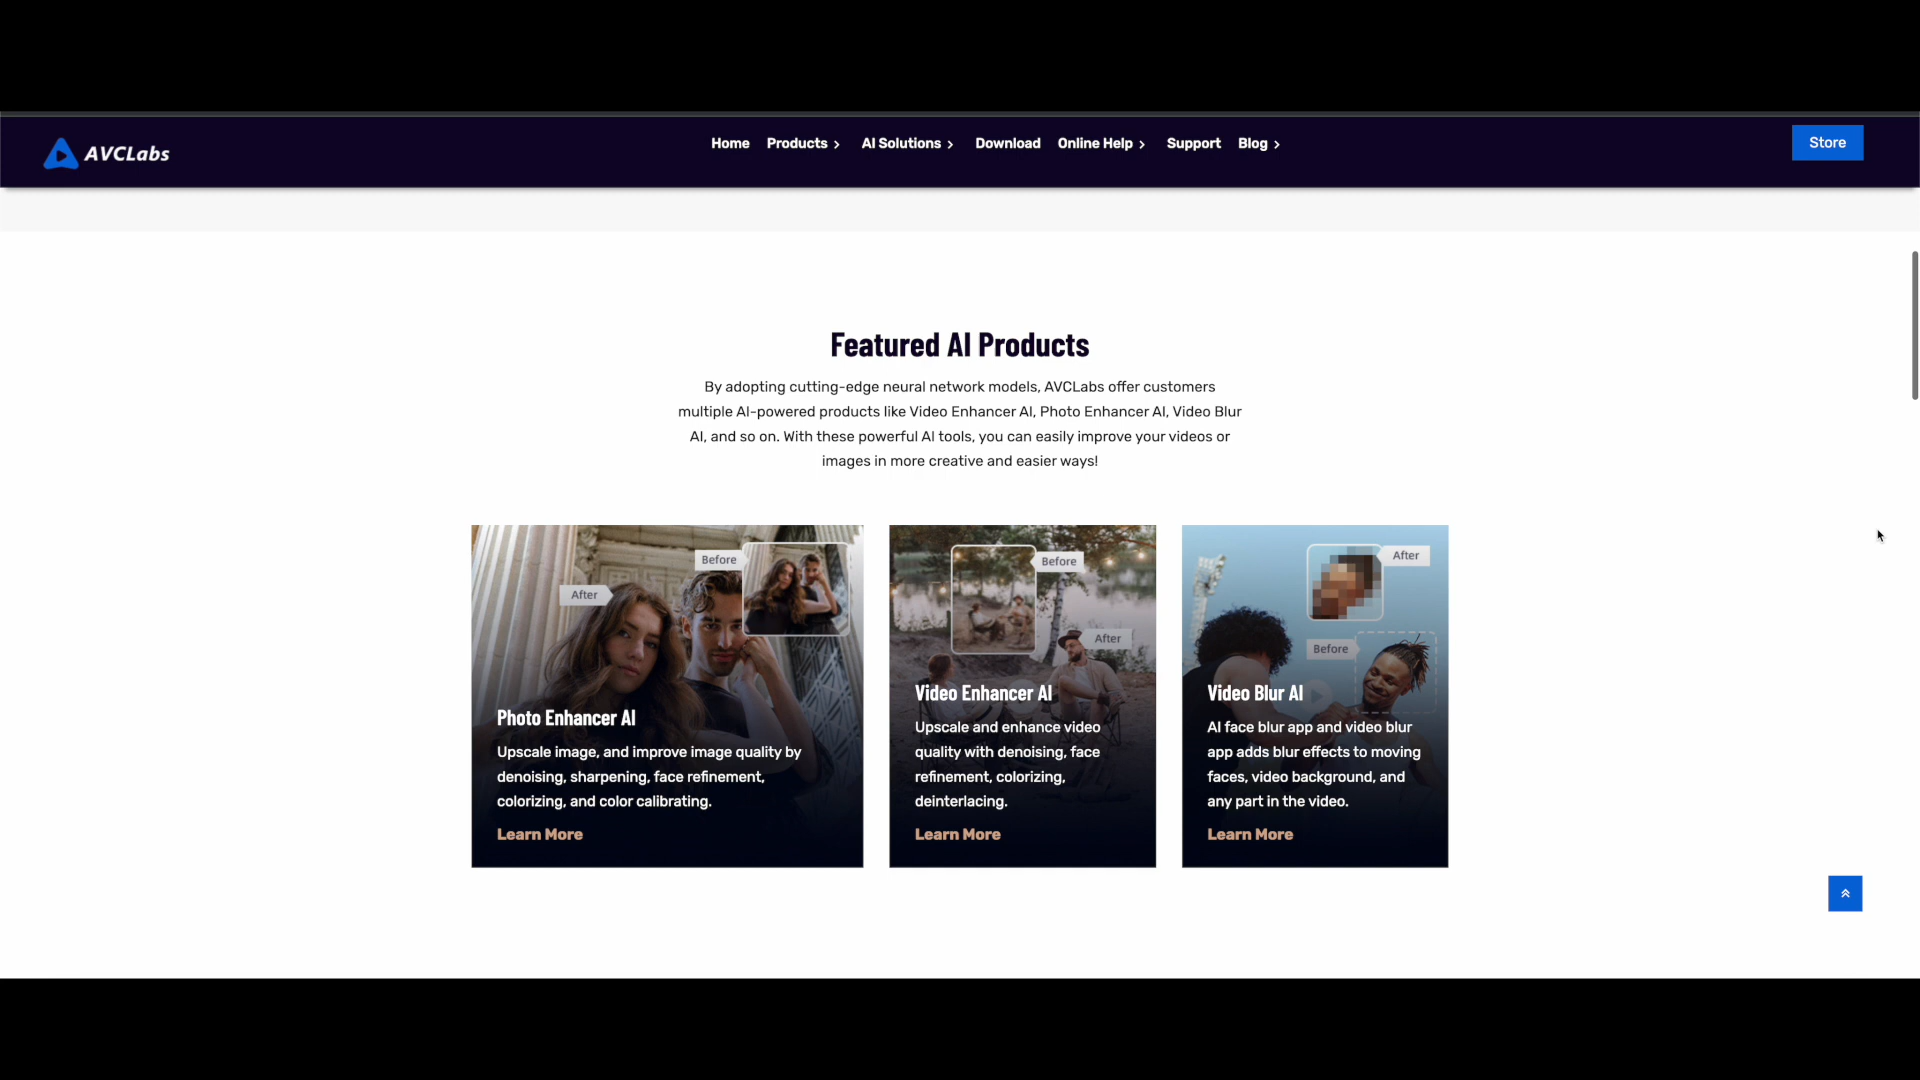 AVCLabs
Home
Products
AI Solutions
Download
Online Help
Support
Blog
Store
Featured AI Products
By adopting cutting-edge neural network models, AVCLabs offer customers
multiple AI-powered products like Video Enhancer AI, Photo Enhancer AI, Video Blur
AI, and so on. With these powerful AI tools, you can easily improve your videos or
images in more creative and easier ways!
Before
After
Photo Enhancer AI
Upscale image, and improve image quality by
denoising, sharpening, face refinement,
colorizing, and color calibrating.
Learn More
Before
After
Video Enhancer AI
Upscale and enhance video
quality with denoising, face
refinement, colorizing,
deinterlacing.
Learn More
After
Before
Video Blur AI
AI face blur app and video blur
app adds blur effects to moving
faces, video background, and
any part in the video.
Learn More